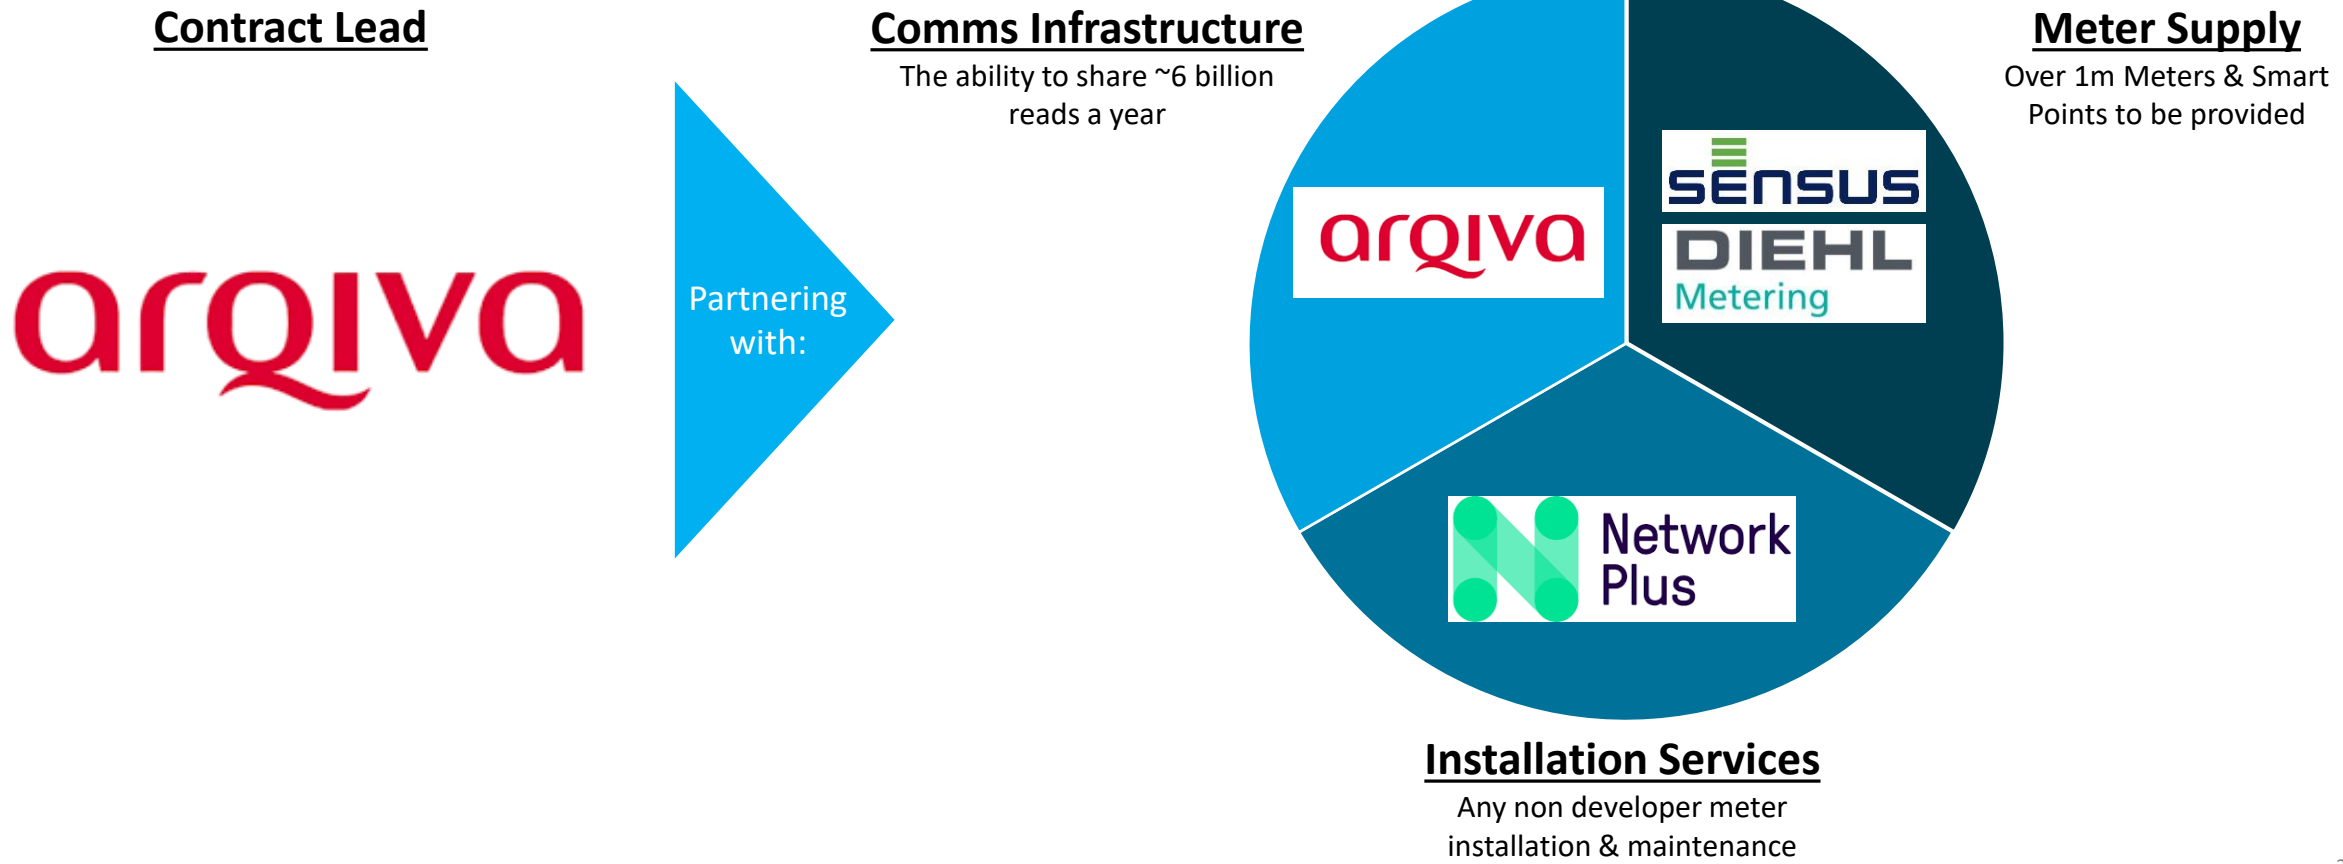 Contract Lead
arqiva
Partnering
with:
Comms Infrastructure
The ability to share ~6 billion
reads a year
arqiva
Meter Supply
Over 1m Meters & Smart
Points to be provided
sensus
DIEHL
Metering
Network
Plus
Installation Services
Any non developer meter
installation & maintenance